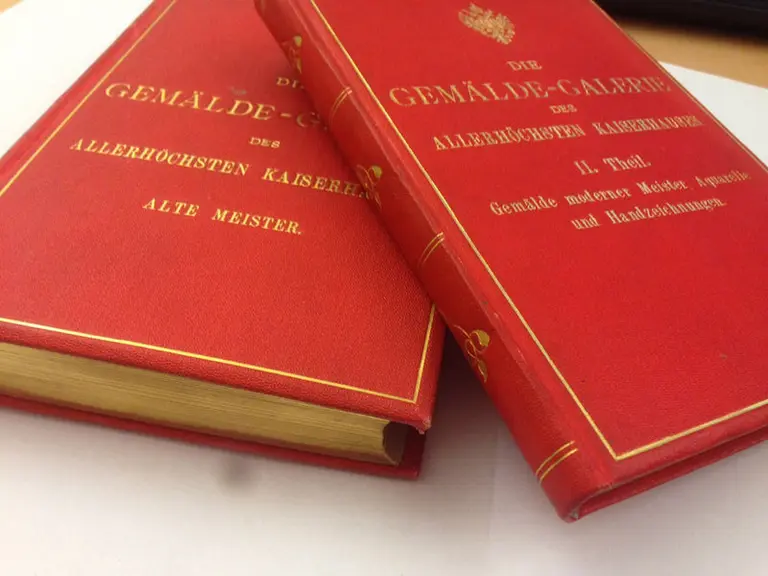 DIE
GEMÄLDE-G
DES
ALLERHÖCHSTEN KAISERHA
ALTE MEISTER.
DIE
GEMÄLDE-GALERIE
DES
ALLERHÖCHSTEN KAISERHAUSES
II. Theil.
Gemälde moderner Meister, Aquarelle
und Handzeichnungen.